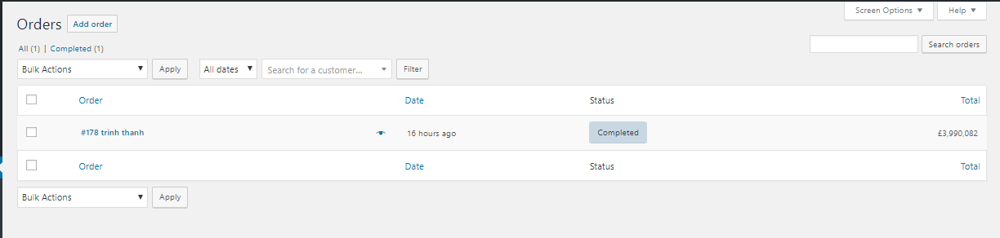 Screen Options ▼ Help ▼
Orders Add order
All (1) | Completed (1)
Search orders
Bulk Actions Apply All dates Search for a customer... Filter
Order Date Status Total
#178 trinh thanh 16 hours ago Completed £3,990,082
Order Date Status Total
Bulk Actions Apply